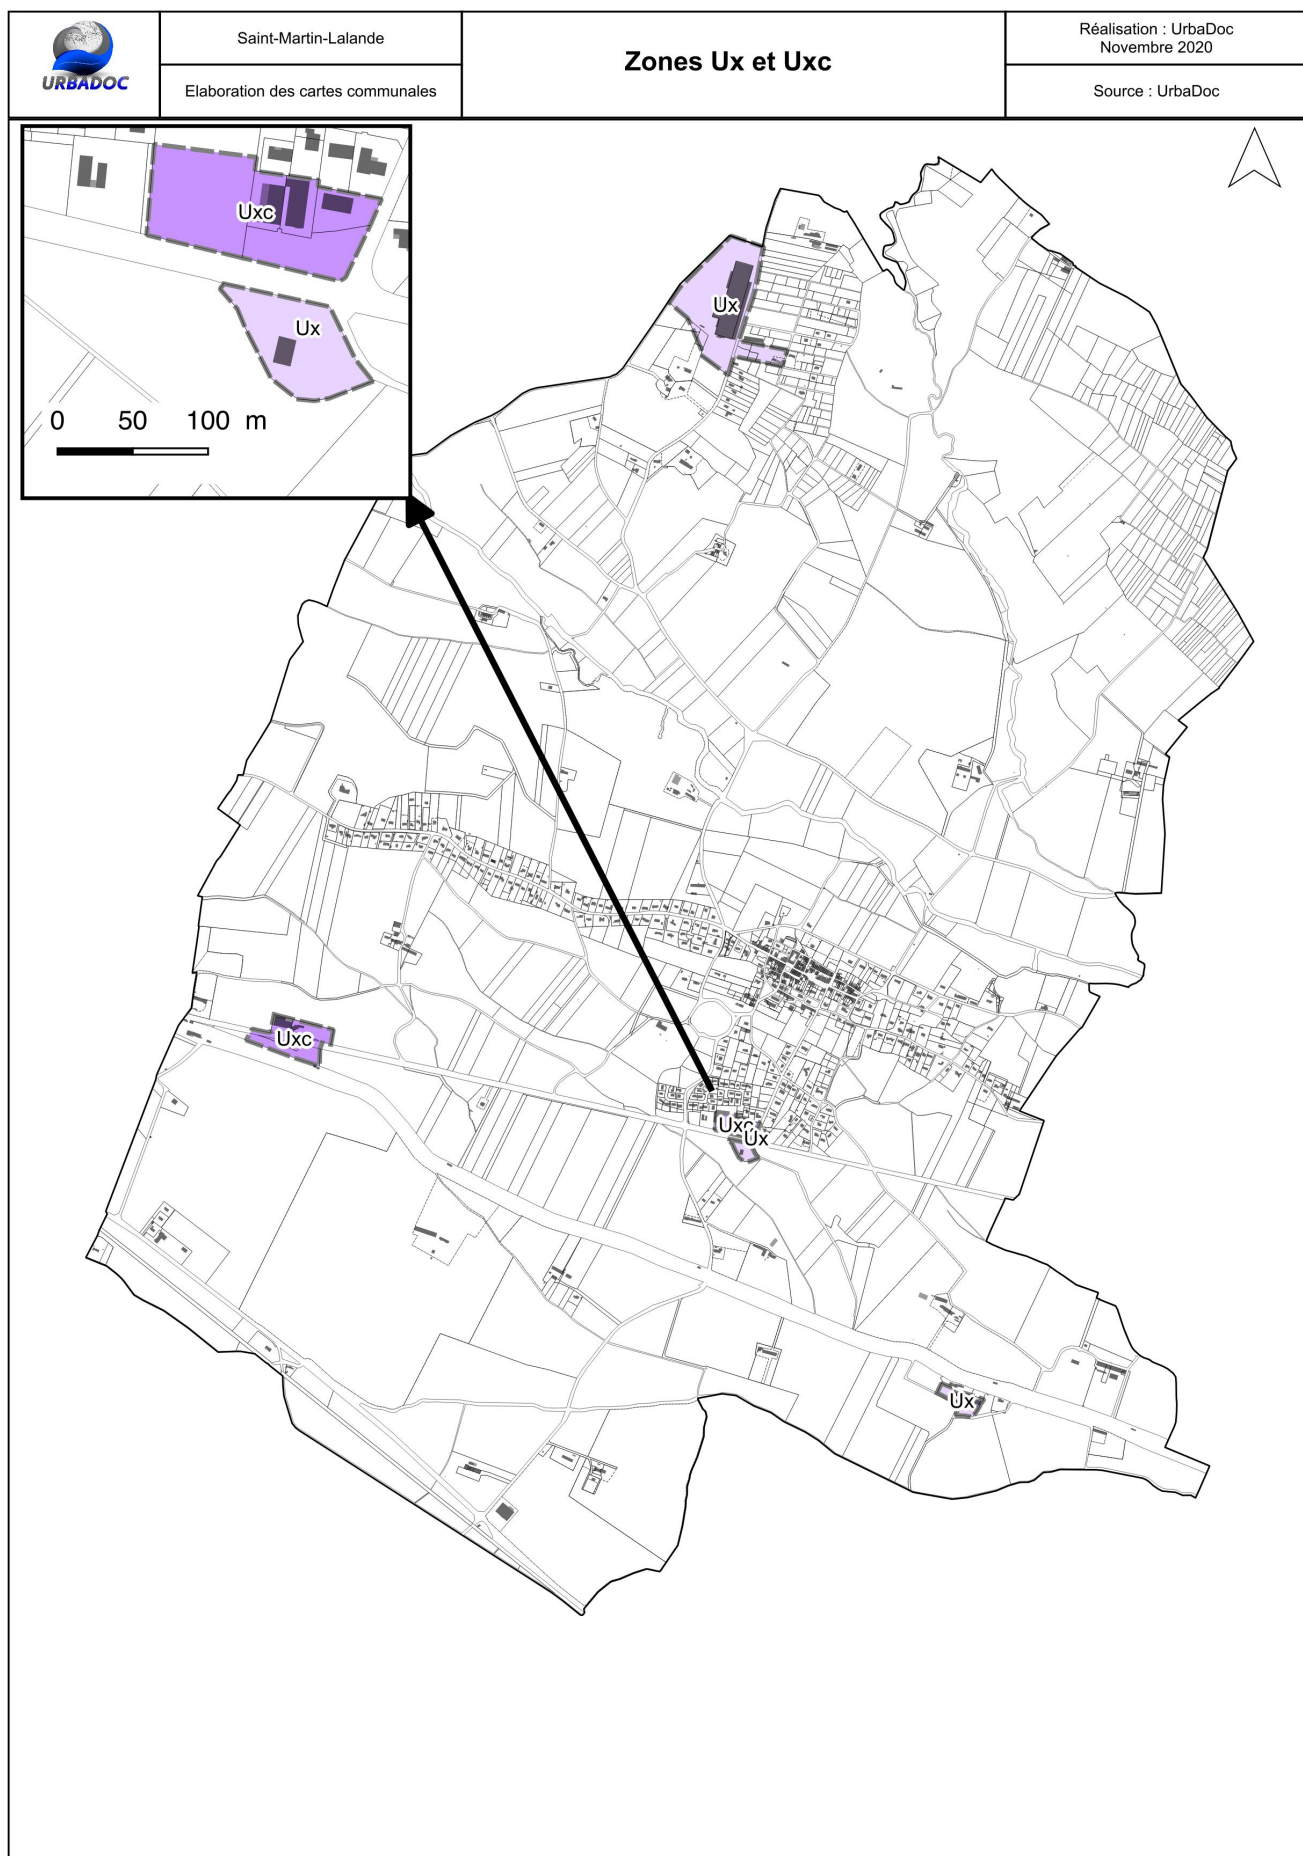 URBADOC
Saint-Martin-Lalande
Elaboration des cartes communales
Zones Ux et Uxc
Réalisation : UrbaDoc
Novembre 2020
Source : UrbaDoc
Uxc
Ux
0 50 100 m
Ux
Uxc
Uxc
Ux
Ux